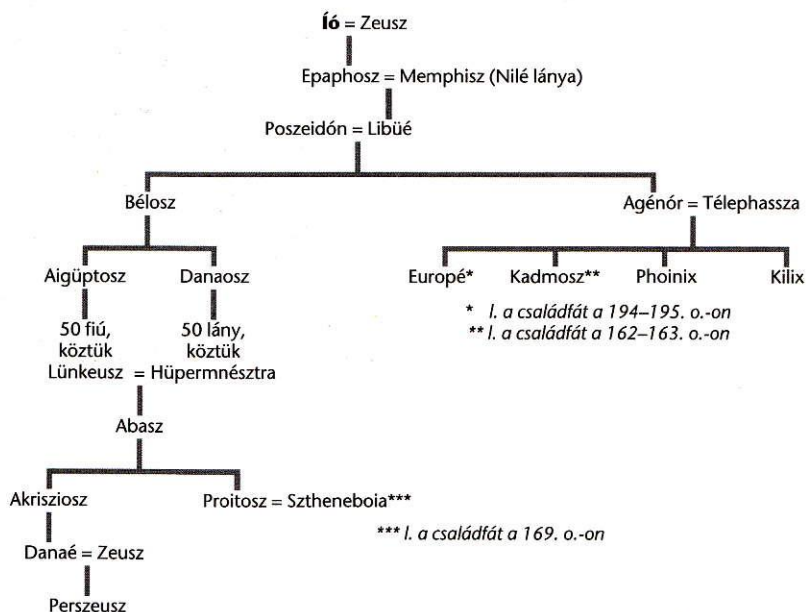 Íó = Zeusz
Epaphosz = Memphisz (Nilé lánya)
Poszeidón = Libüé
Bélosz
Agénór = Télephassza
Aigüptosz
Danaosz
Európé*
Kadmosz**
Phoinix
Kilix
* l. a családfát a 194–195. o.-on
** l. a családfát a 162–163. o.-on
50 fiú,
köztük
50 lány,
köztük
Lünkeusz = Hüpermnésztra
Abasz
Akrisziosz
Proitosz = Sztheneboia***
*** l. a családfát a 169. o.-on
Danaé = Zeusz
Perszeusz